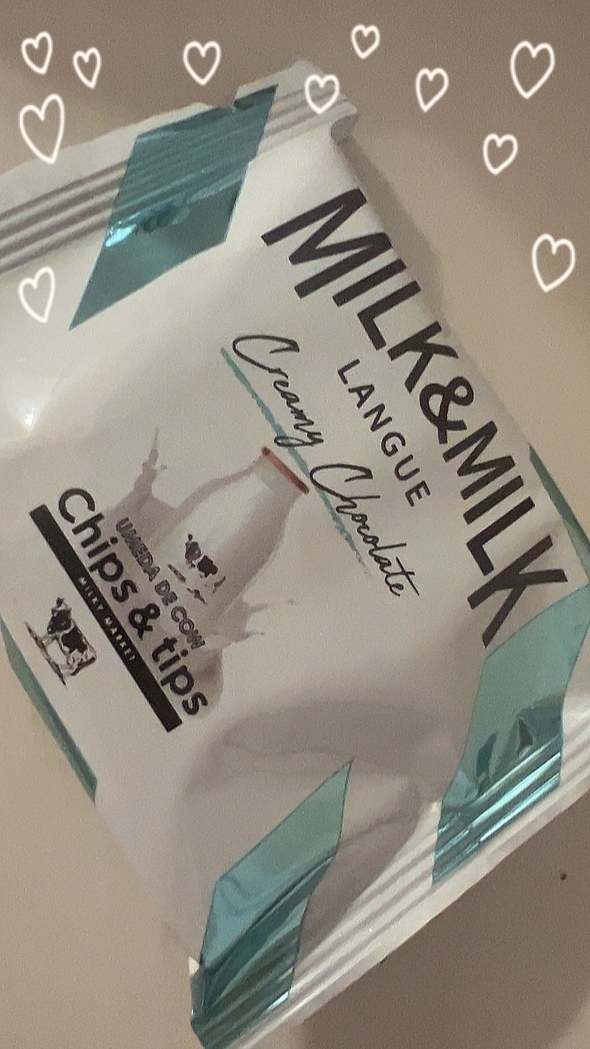 MILK&MILK
LANGUE
Creamy Chocolate
UMEDA DE COW
Chips & tips
MILKY MARKET